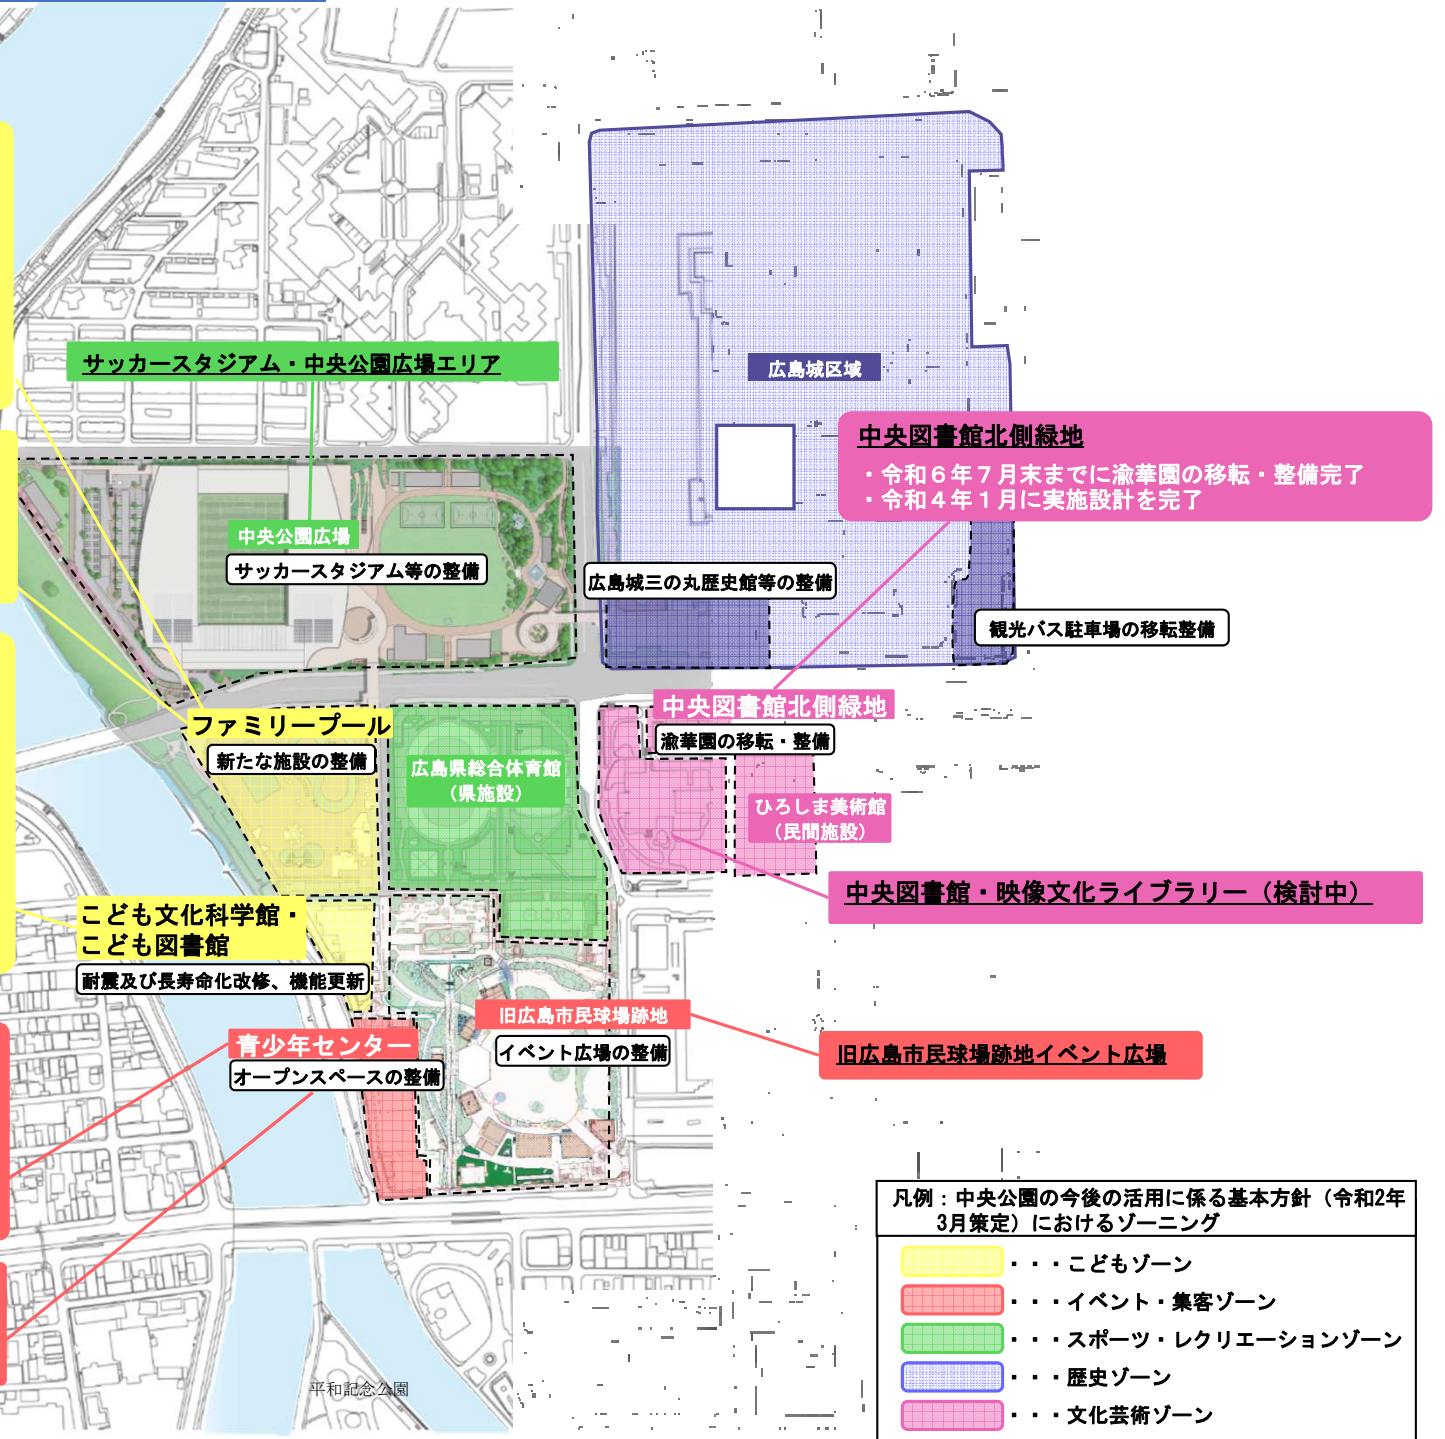 サッカースタジアム・中央公園広場エリア
広島城区域
中央図書館北側緑地
・令和６年７月末までに渝華園の移転・整備完了
・令和４年１月に実施設計を完了
中央公園広場
サッカースタジアム等の整備
広島城三の丸歴史館等の整備
観光バス駐車場の移転整備
中央図書館北側緑地
渝華園の移転・整備
ファミリープール
新たな施設の整備
広島県総合体育館
（県施設）
ひろしま美術館
（民間施設）
中央図書館・映像文化ライブラリー（検討中）
こども文化科学館・
こども図書館
耐震及び長寿命化改修、機能更新
旧広島市民球場跡地
イベント広場の整備
青少年センター
オープンスペースの整備
旧広島市民球場跡地イベント広場
凡例：中央公園の今後の活用に係る基本方針（令和2年
3月策定）におけるゾーニング
・・・こどもゾーン
・・・イベント・集客ゾーン
・・・スポーツ・レクリエーションゾーン
・・・歴史ゾーン
・・・文化芸術ゾーン
平和記念公園